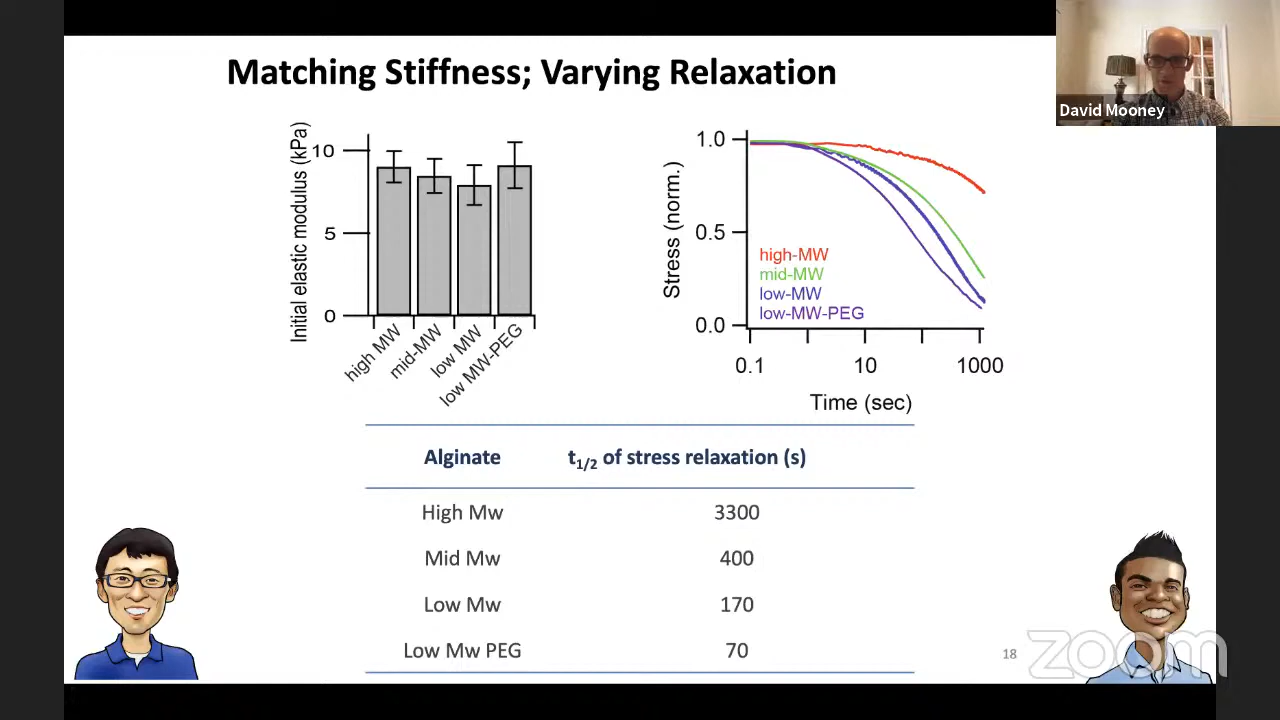 Matching Stiffness; Varying Relaxation
David Mooney
Initial elastic modulus (kPa)
10
5
0
high MW
mid-MW
low MW
low MW-PEG
Stress (norm.)
1.0
0.5
0.0
high-MW
mid-MW
low-MW
low-MW-PEG
0.1 10 1000
Time (sec)
Alginate t1/2 of stress relaxation (s)
High Mw 3300
Mid Mw 400
Low Mw 170
Low Mw PEG 70
18
zoom